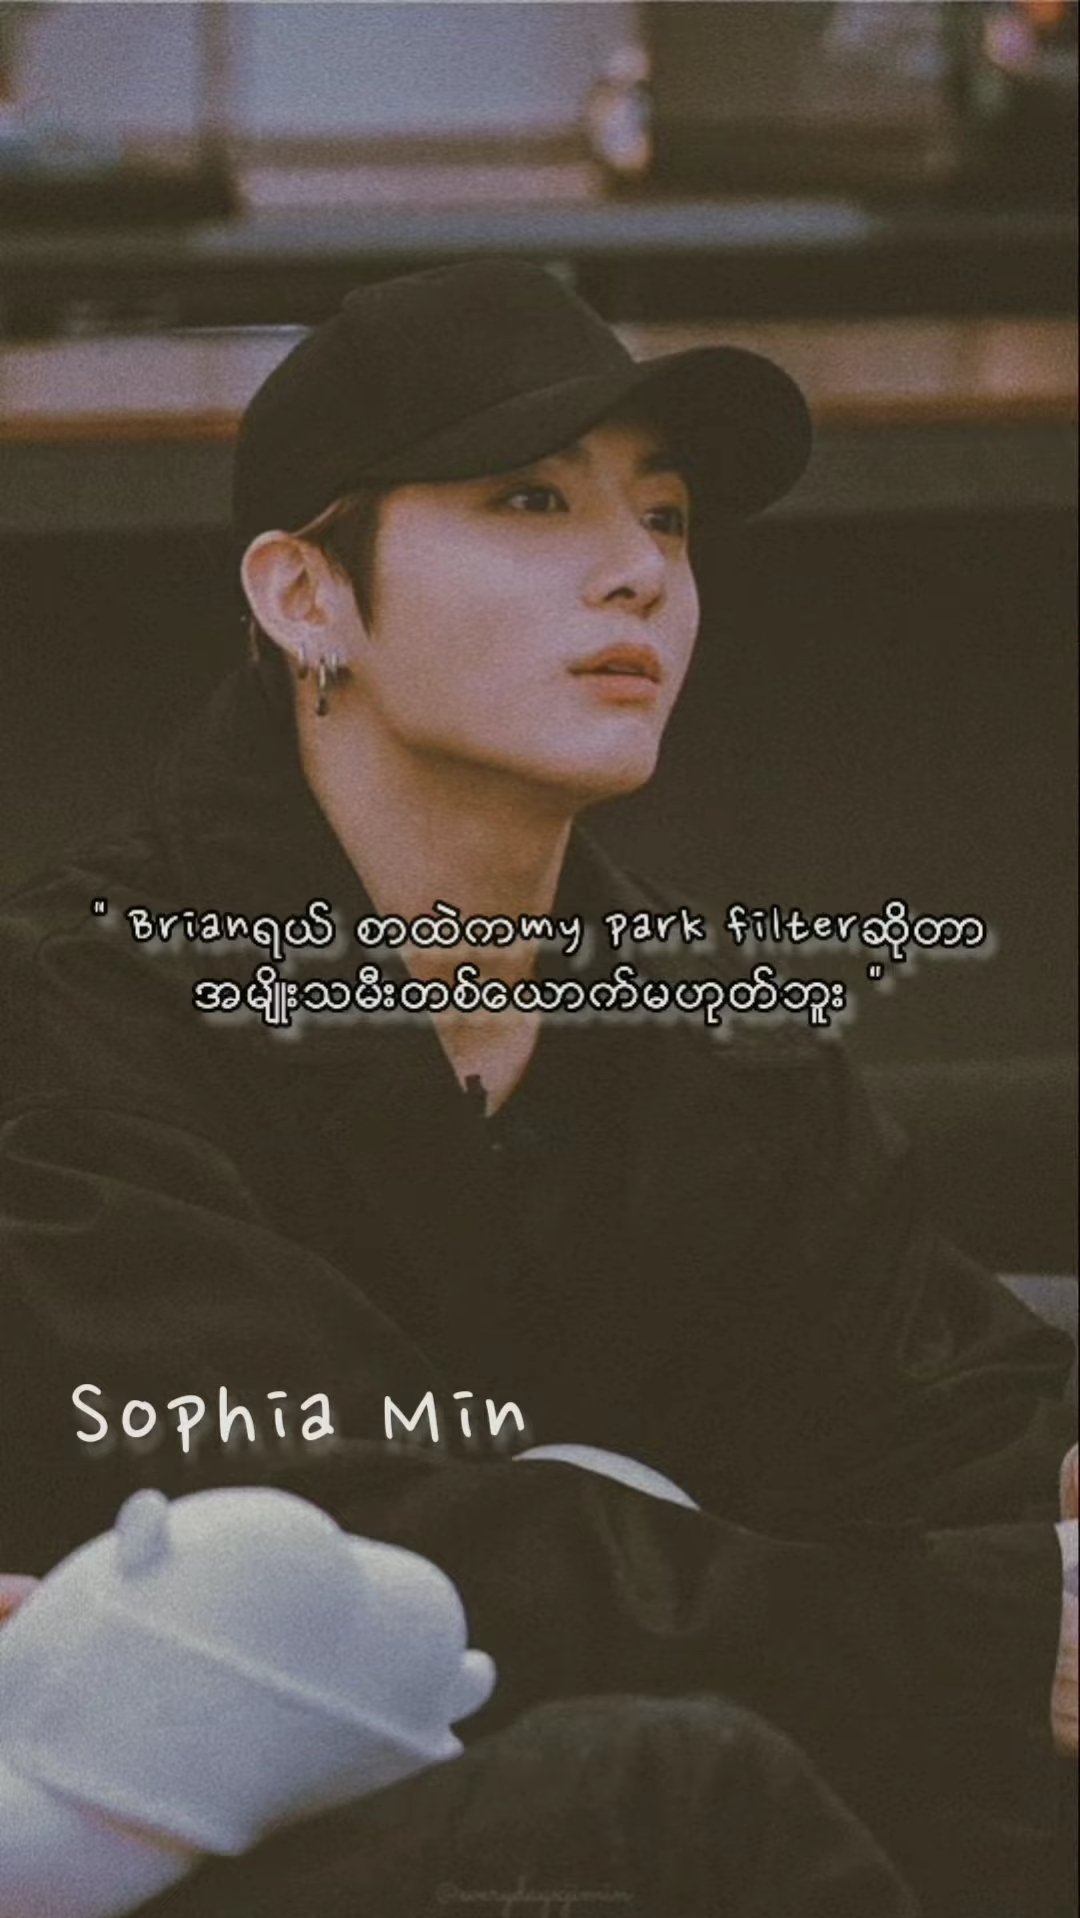 " Brianရယ် စာထဲကmy park filterဆိုတာ
အမျိုးသမီးတစ်ယောက်မဟုတ်ဘူး "
Sophia Min